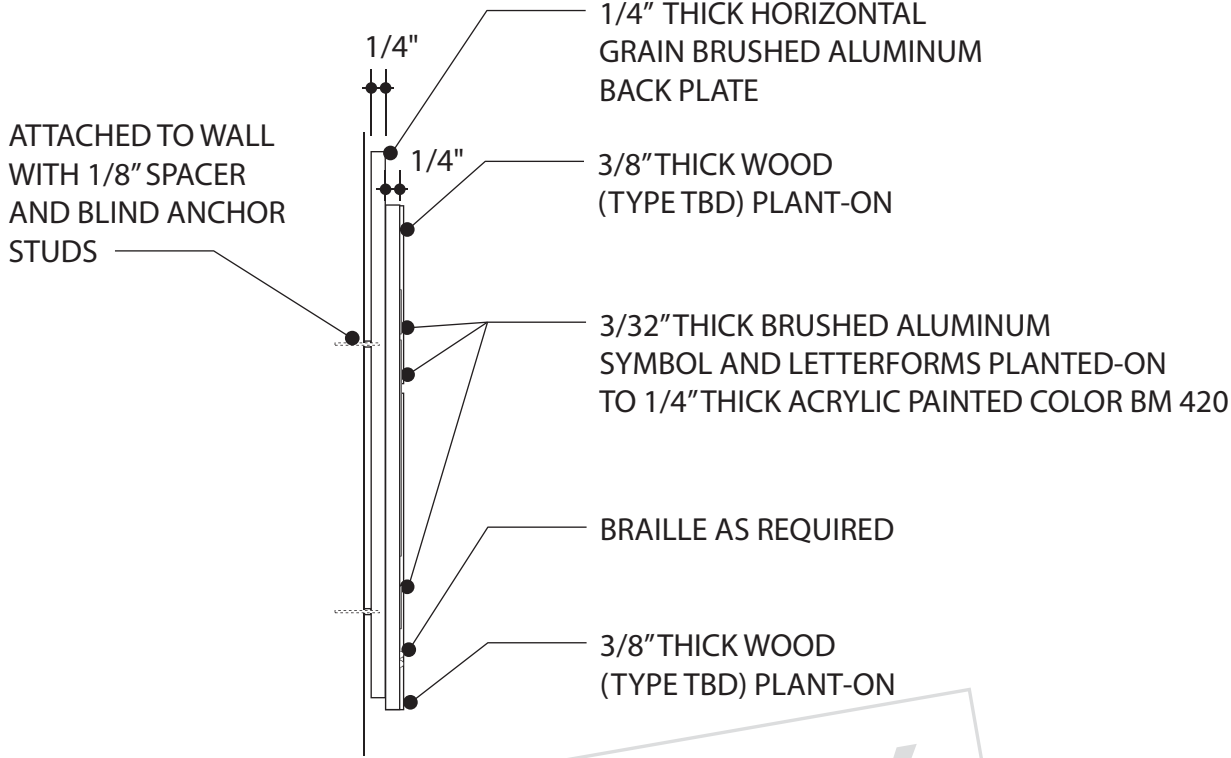 1/4” THICK HORIZONTAL
GRAIN BRUSHED ALUMINUM
BACK PLATE
1/4"
ATTACHED TO WALL
WITH 1/8” SPACER
AND BLIND ANCHOR
STUDS
1/4"
3/8” THICK WOOD
(TYPE TBD) PLANT-ON
3/32” THICK BRUSHED ALUMINUM
SYMBOL AND LETTERFORMS PLANTED-ON
TO 1/4” THICK ACRYLIC PAINTED COLOR BM 420
BRAILLE AS REQUIRED
3/8” THICK WOOD
(TYPE TBD) PLANT-ON